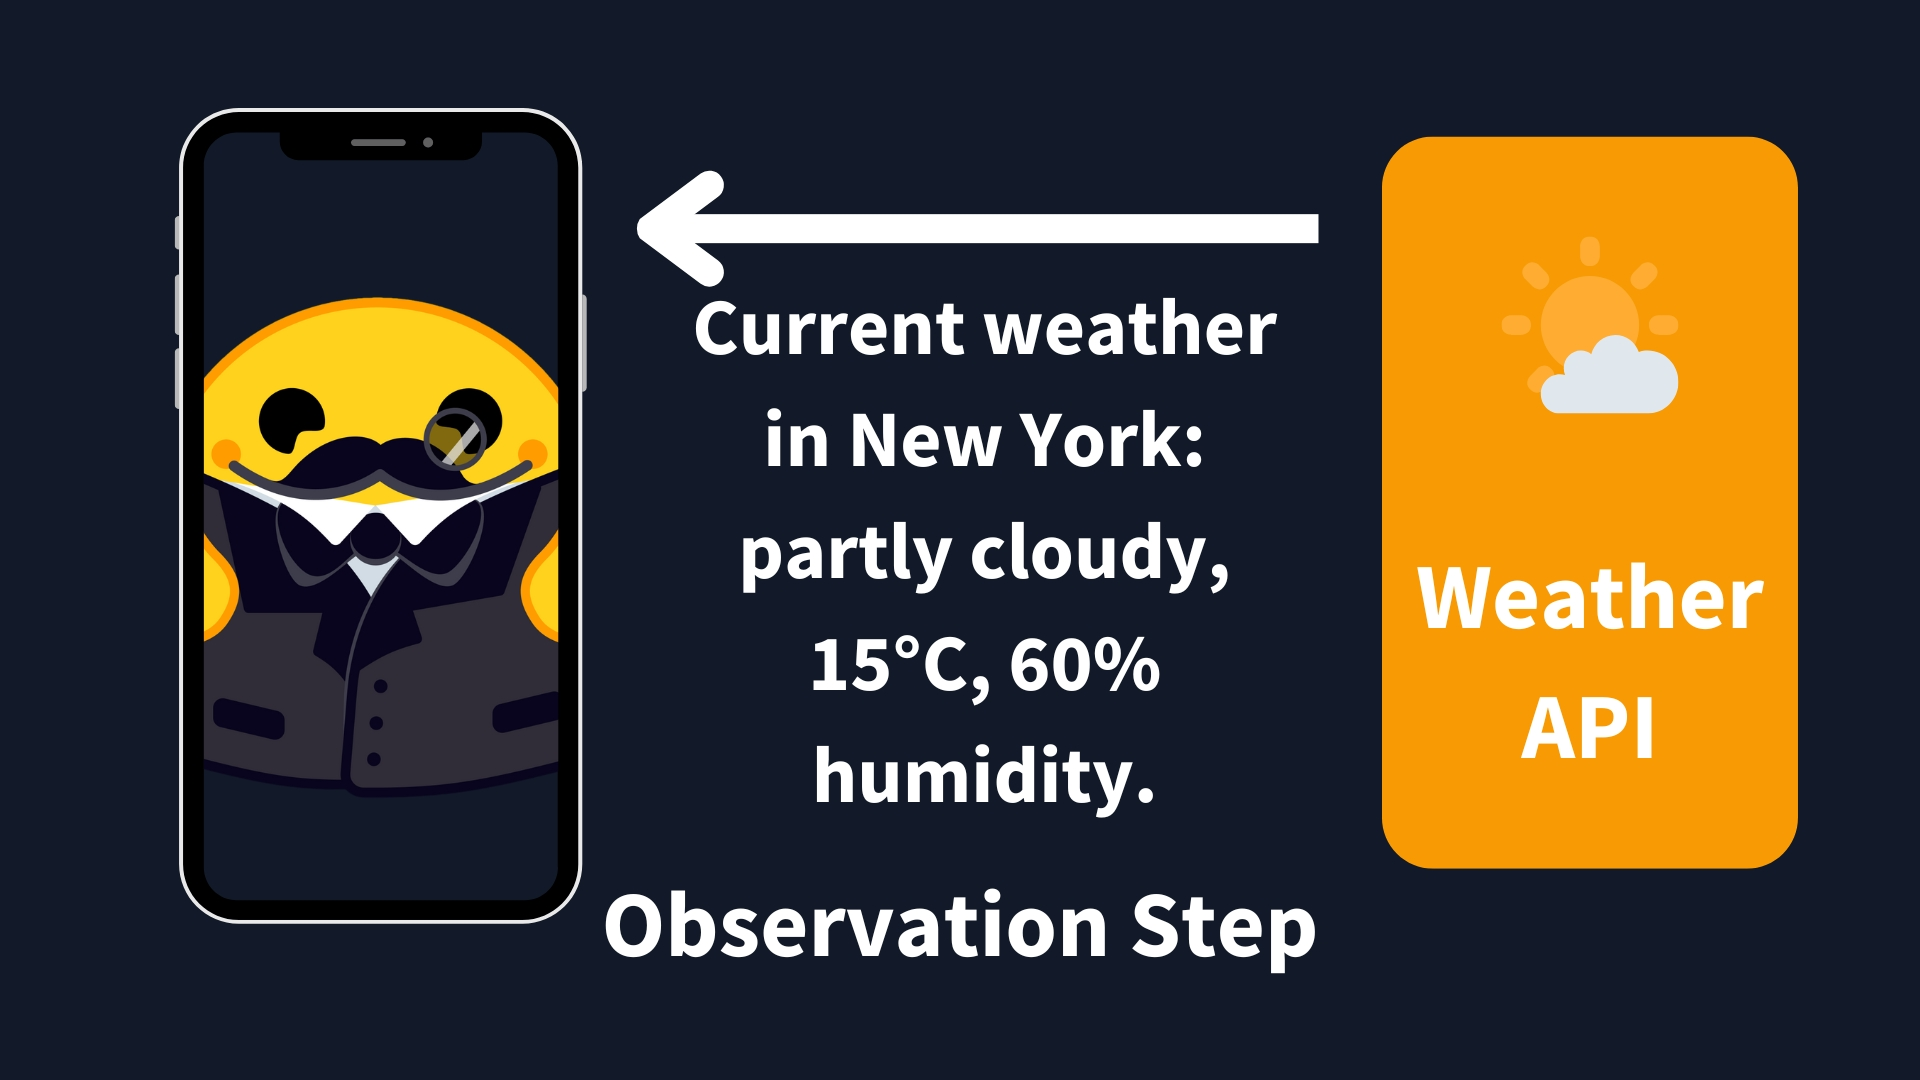 Current weather
in New York:
partly cloudy,
15°C, 60%
humidity.
Weather
API
Observation Step